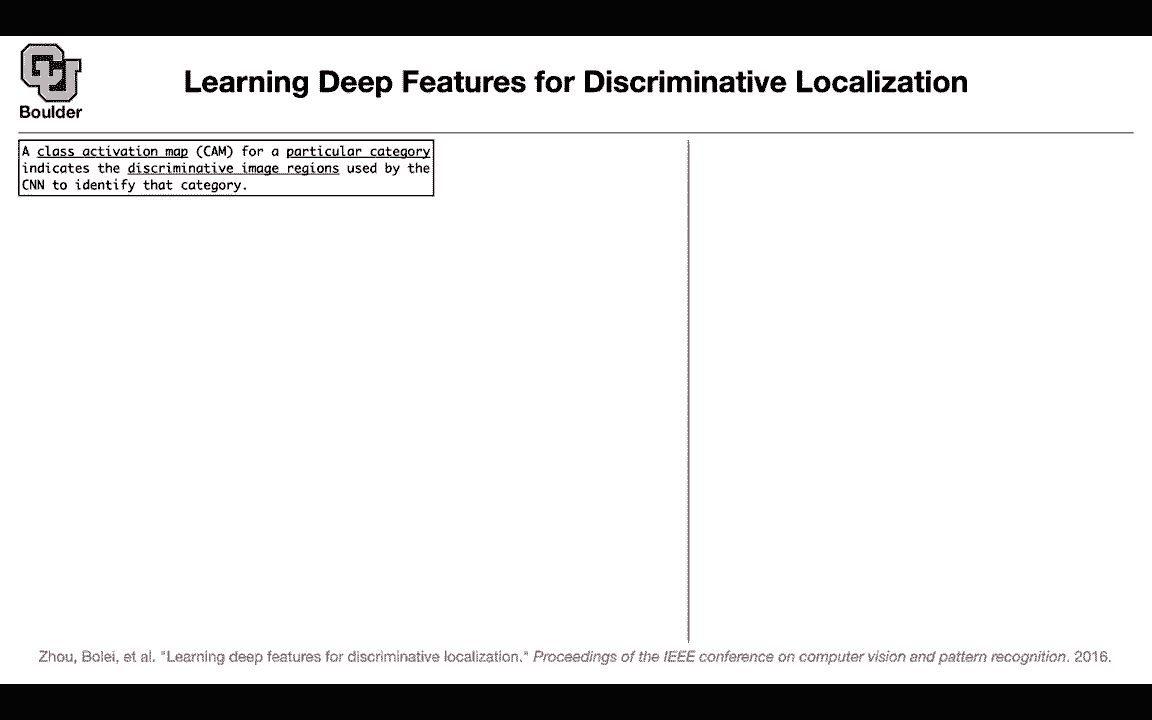 Boulder
Learning Deep Features for Discriminative Localization
A class activation map (CAM) for a particular category
indicates the discriminative image regions used by the
CNN to identify that category.
Zhou, Bolei, et al. "Learning deep features for discriminative localization." Proceedings of the IEEE conference on computer vision and pattern recognition. 2016.